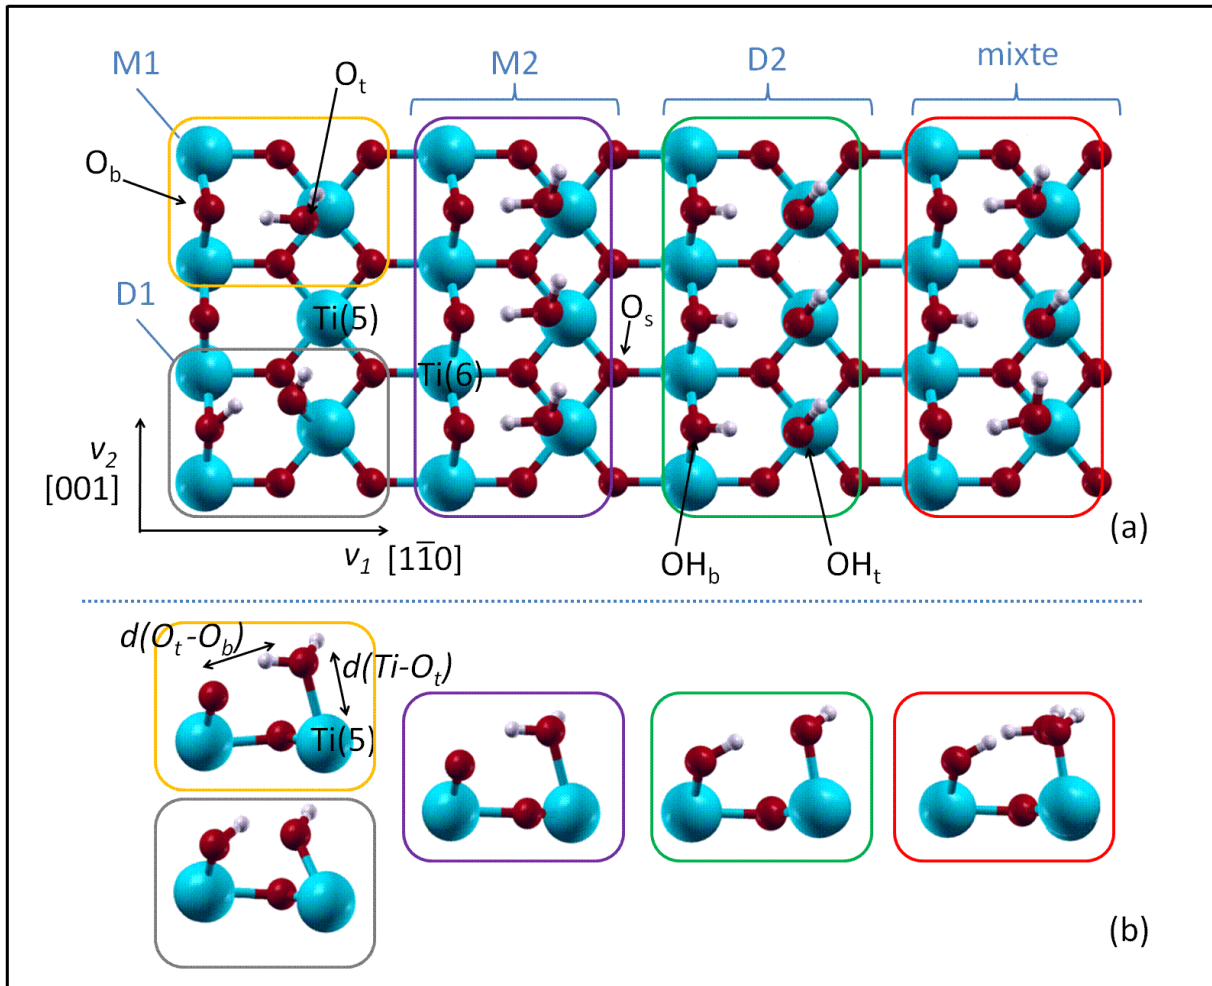 M1
M2
D2
mixte
Oₜ
O_b
D1
Ti(5)
Oₛ
Ti(6)
v₂
[001]
v₁ [11̅0]
OH_b
OHₜ
(a)
d(Oₜ-O_b)
d(Ti-Oₜ)
Ti(5)
(b)